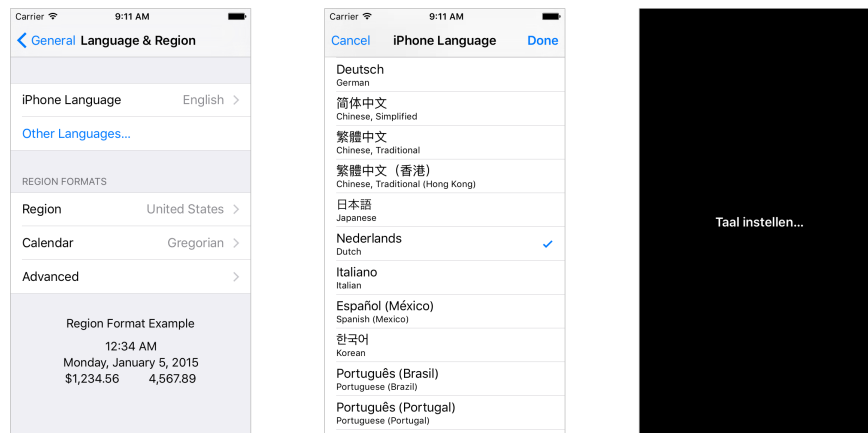 Carrier 9:11 AM
General Language & Region
iPhone Language English
Other Languages...
REGION FORMATS
Region United States
Calendar Gregorian
Advanced
Region Format Example
12:34 AM
Monday, January 5, 2015
$1,234.56 4,567.89
Carrier 9:11 AM
Cancel iPhone Language Done
Deutsch
German
简体中文
Chinese, Simplified
繁體中文
Chinese, Traditional
繁體中文（香港）
Chinese, Traditional (Hong Kong)
日本語
Japanese
Nederlands
Dutch
Italiano
Italian
Español (México)
Spanish (Mexico)
한국어
Korean
Português (Brasil)
Portuguese (Brazil)
Português (Portugal)
Portuguese (Portugal)
Taal instellen...